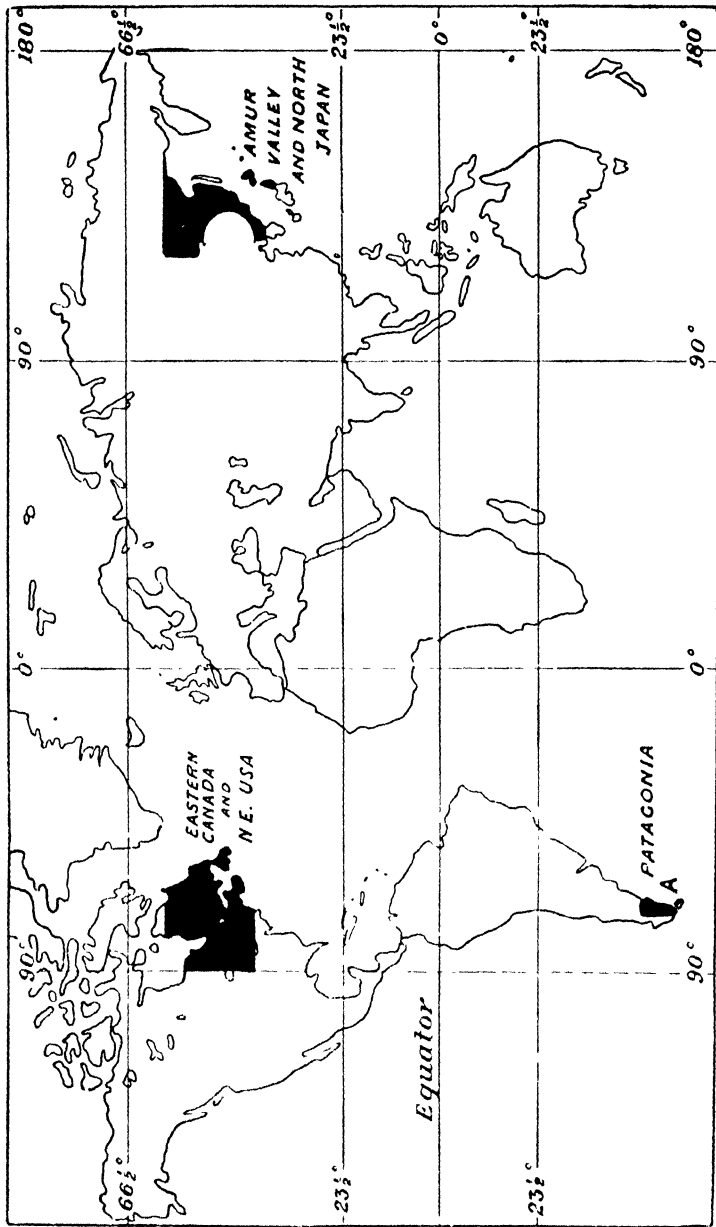 180°
90°
0°
90°
66½°
66½°
23½°
23½°
0°
23½°
23½°
EASTERN
CANADA
AND
N E. USA
AMUR
VALLEY
AND NORTH
JAPAN
Equator
PATAGONIA
A
180°
90°
0°
90°